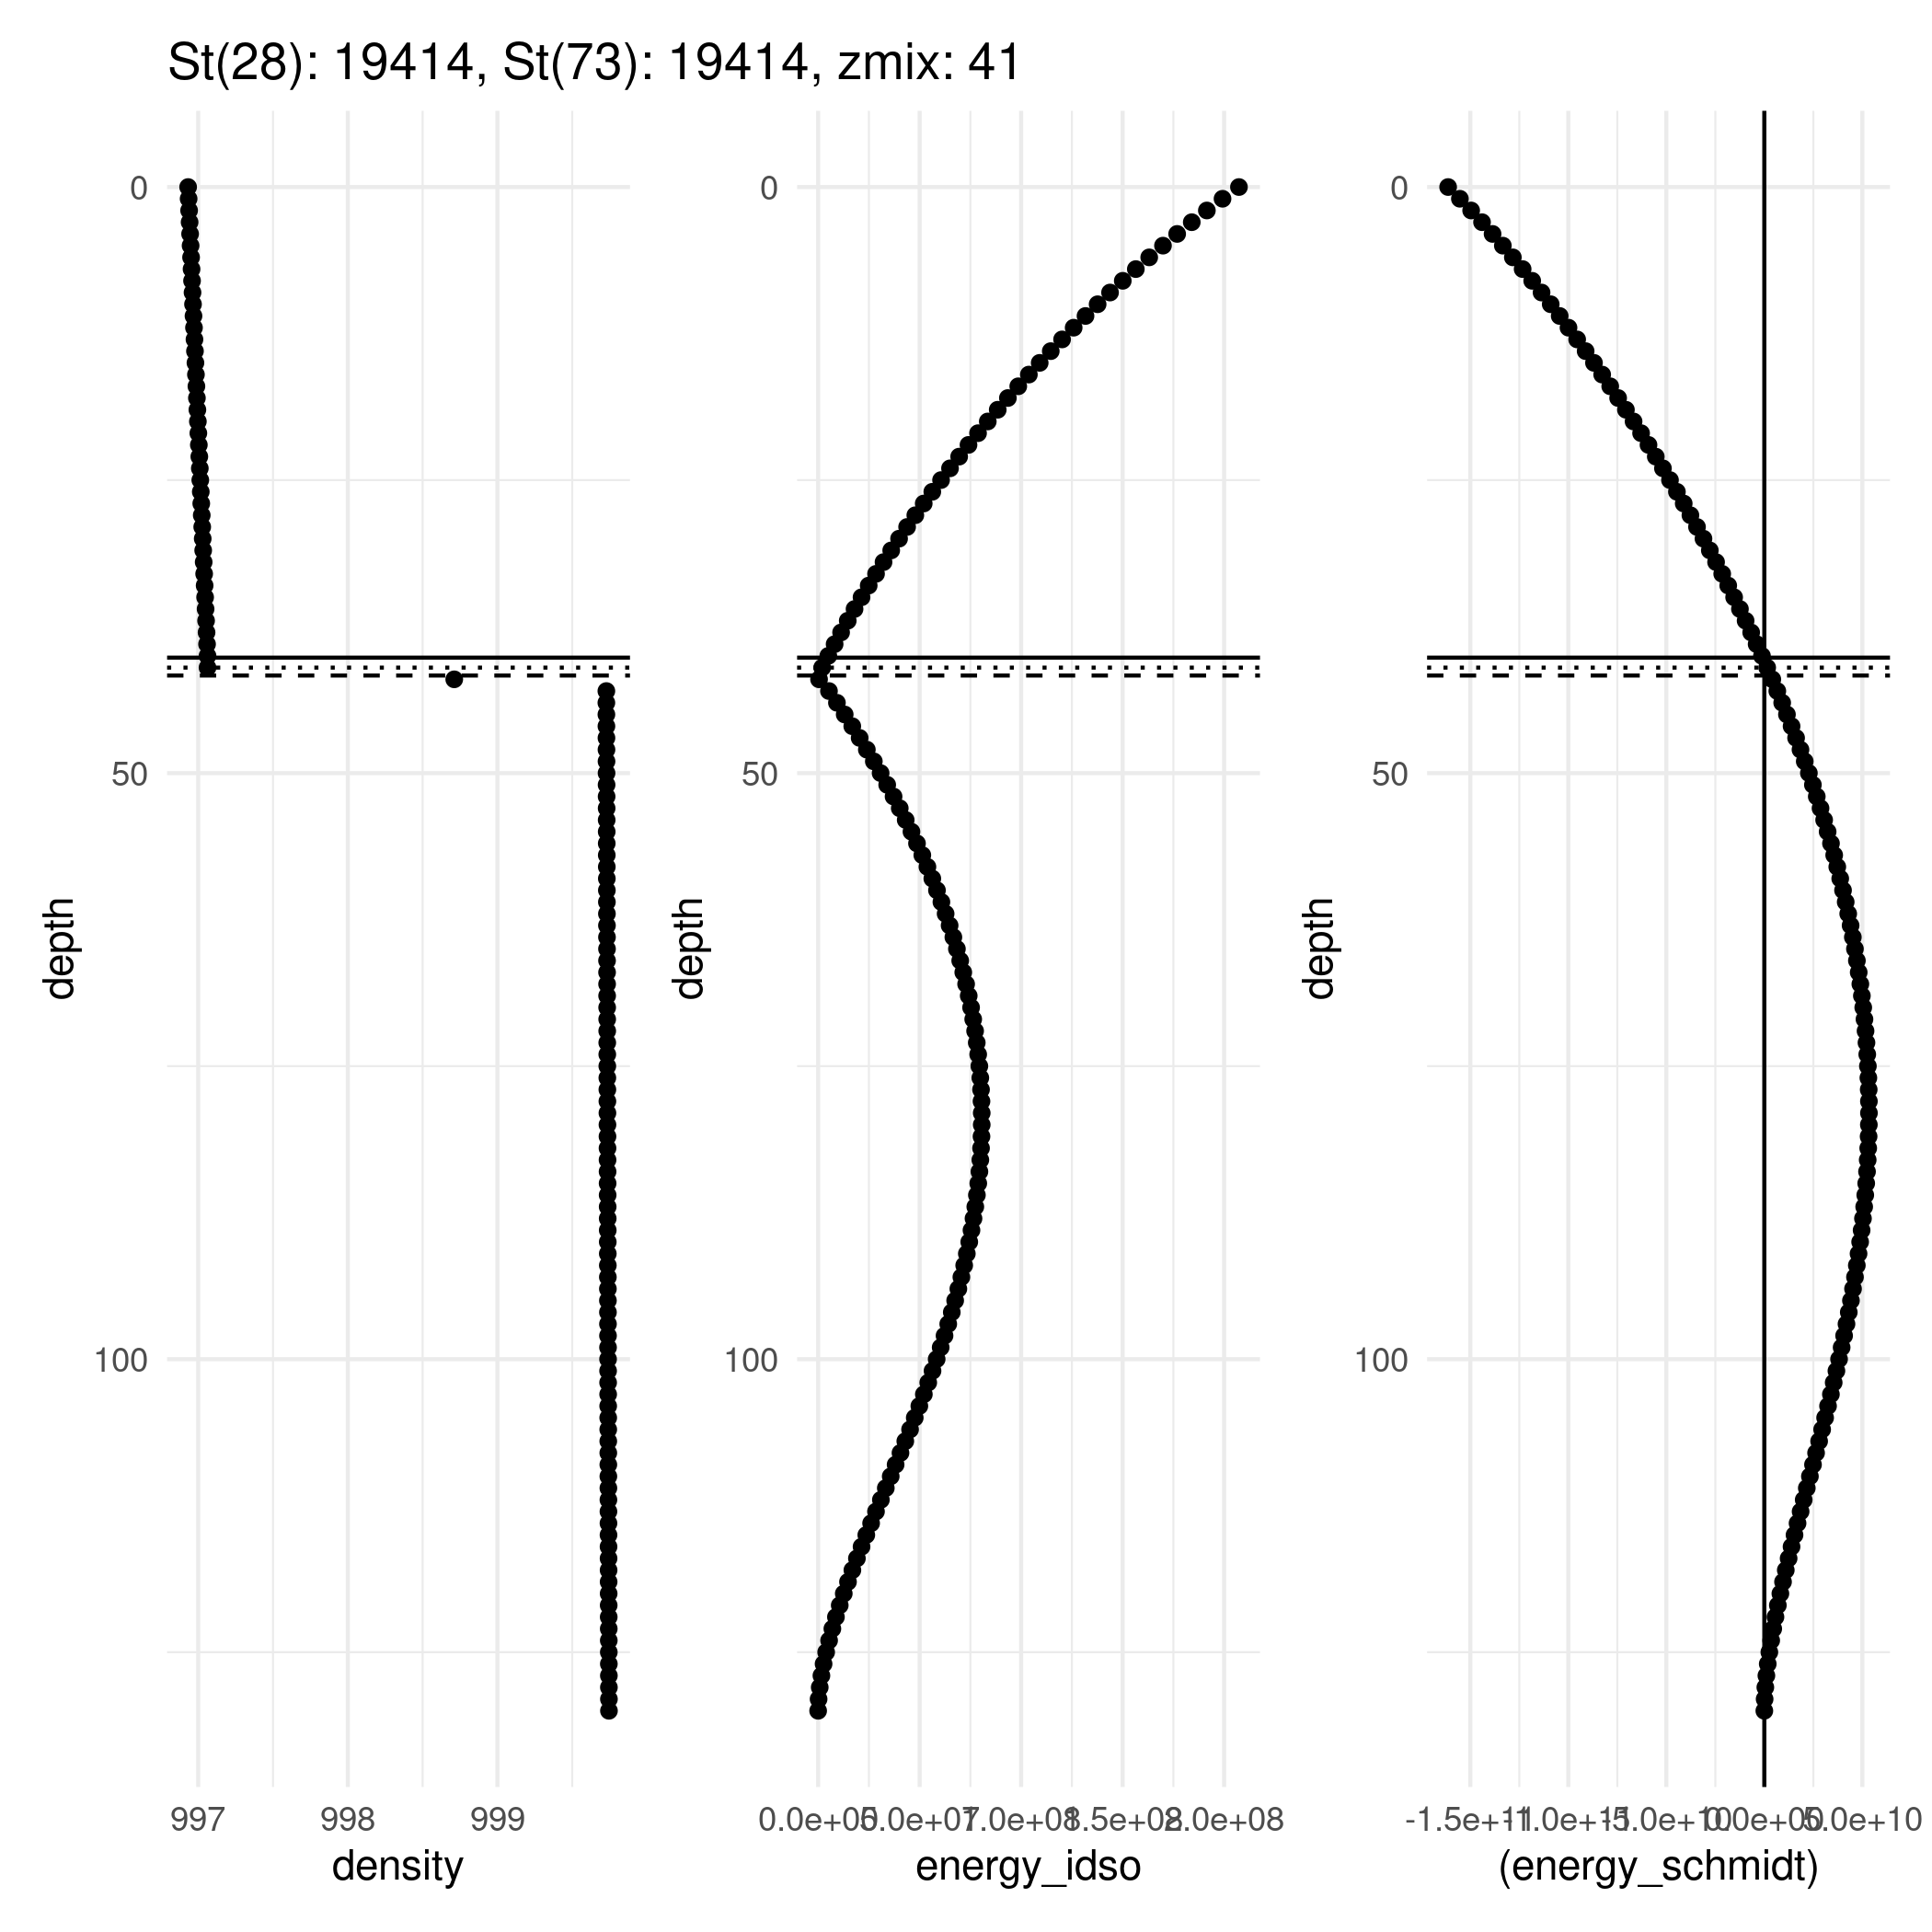 St(28): 19414, St(73): 19414, zmix: 41
0
50
100
depth
997 998 999
density
0
50
100
depth
0.0e+00 5.0e+07 1.0e+08 1.5e+08 2.0e+08
energy_idso
0
50
100
depth
-1.5e+11 -1.0e+11 -5.0e+10 0.0e+00 5.0e+10
(energy_schmidt)